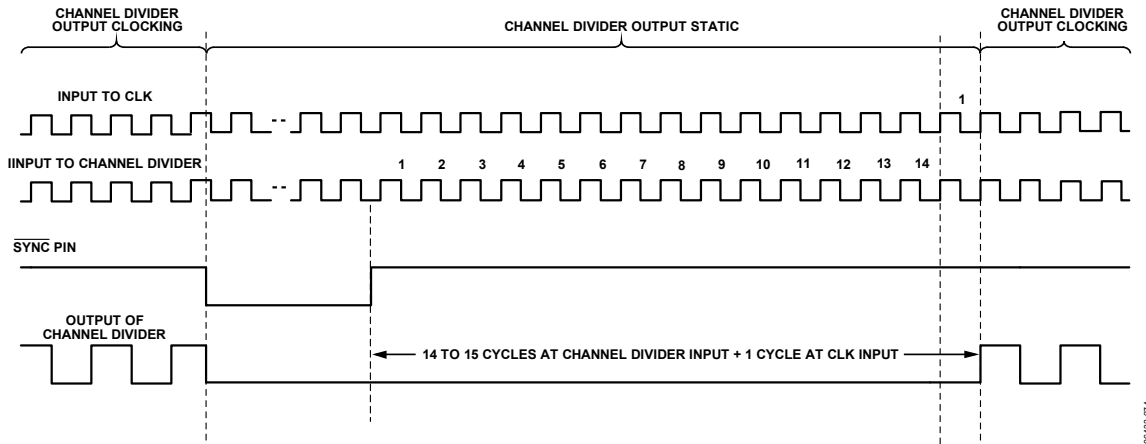 CHANNEL DIVIDER
OUTPUT CLOCKING
CHANNEL DIVIDER OUTPUT STATIC
CHANNEL DIVIDER
OUTPUT CLOCKING
INPUT TO CLK
1
IINPUT TO CHANNEL DIVIDER
1 2 3 4 5 6 7 8 9 10 11 12 13 14
SYNC PIN
OUTPUT OF
CHANNEL DIVIDER
14 TO 15 CYCLES AT CHANNEL DIVIDER INPUT + 1 CYCLE AT CLK INPUT